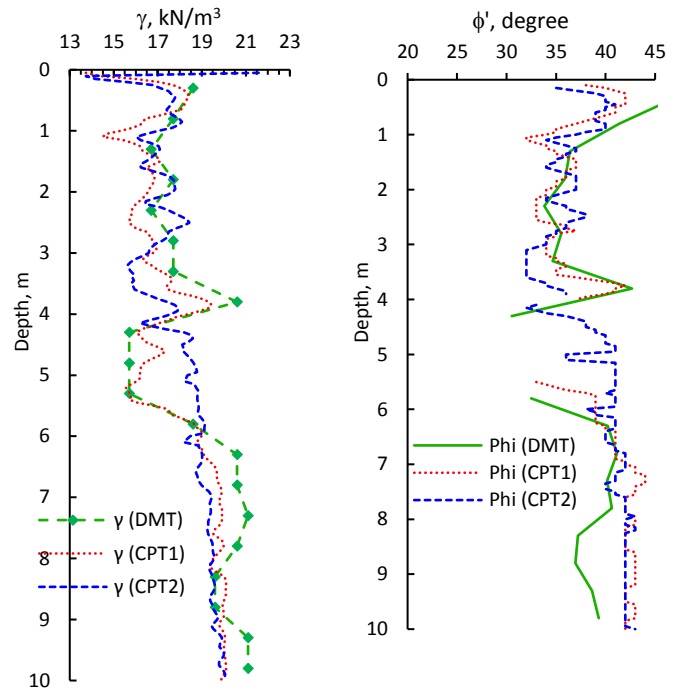 γ, kN/m³
13 15 17 19 21 23
0
1
2
3
4
5
6
7
8
9
10
Depth, m
γ (DMT)
γ (CPT1)
γ (CPT2)
ϕ', degree
20 25 30 35 40 45
0
1
2
3
4
5
6
7
8
9
10
Depth, m
Phi (DMT)
Phi (CPT1)
Phi (CPT2)